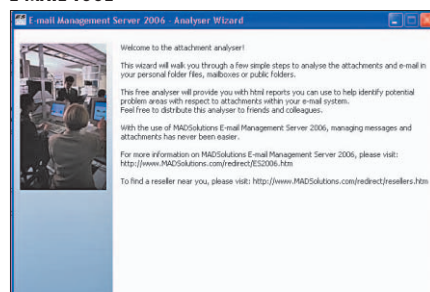 E-mail Management Server 2006 - Analyser Wizard
Welcome to the attachment analyser!
This wizard will walk you through a few simple steps to analyse the attachments and e-mail in
your personal folder files, mailboxes or public folders.
This free analyser will provide you with html reports you can use to help identify potential
problem areas with respect to attachments within your e-mail system.
Feel free to distribute this analyser to friends and colleagues.
With the use of MADSolutions E-mail Management Server 2006, managing messages and
attachments has never been easier.
For more information on MADSolutions E-mail Management Server 2006, please visit:
http://www.MADSolutions.com/redirect/ES2006.htm
To find a reseller near you, please visit: http://www.MADSolutions.com/redirect/resellers.htm